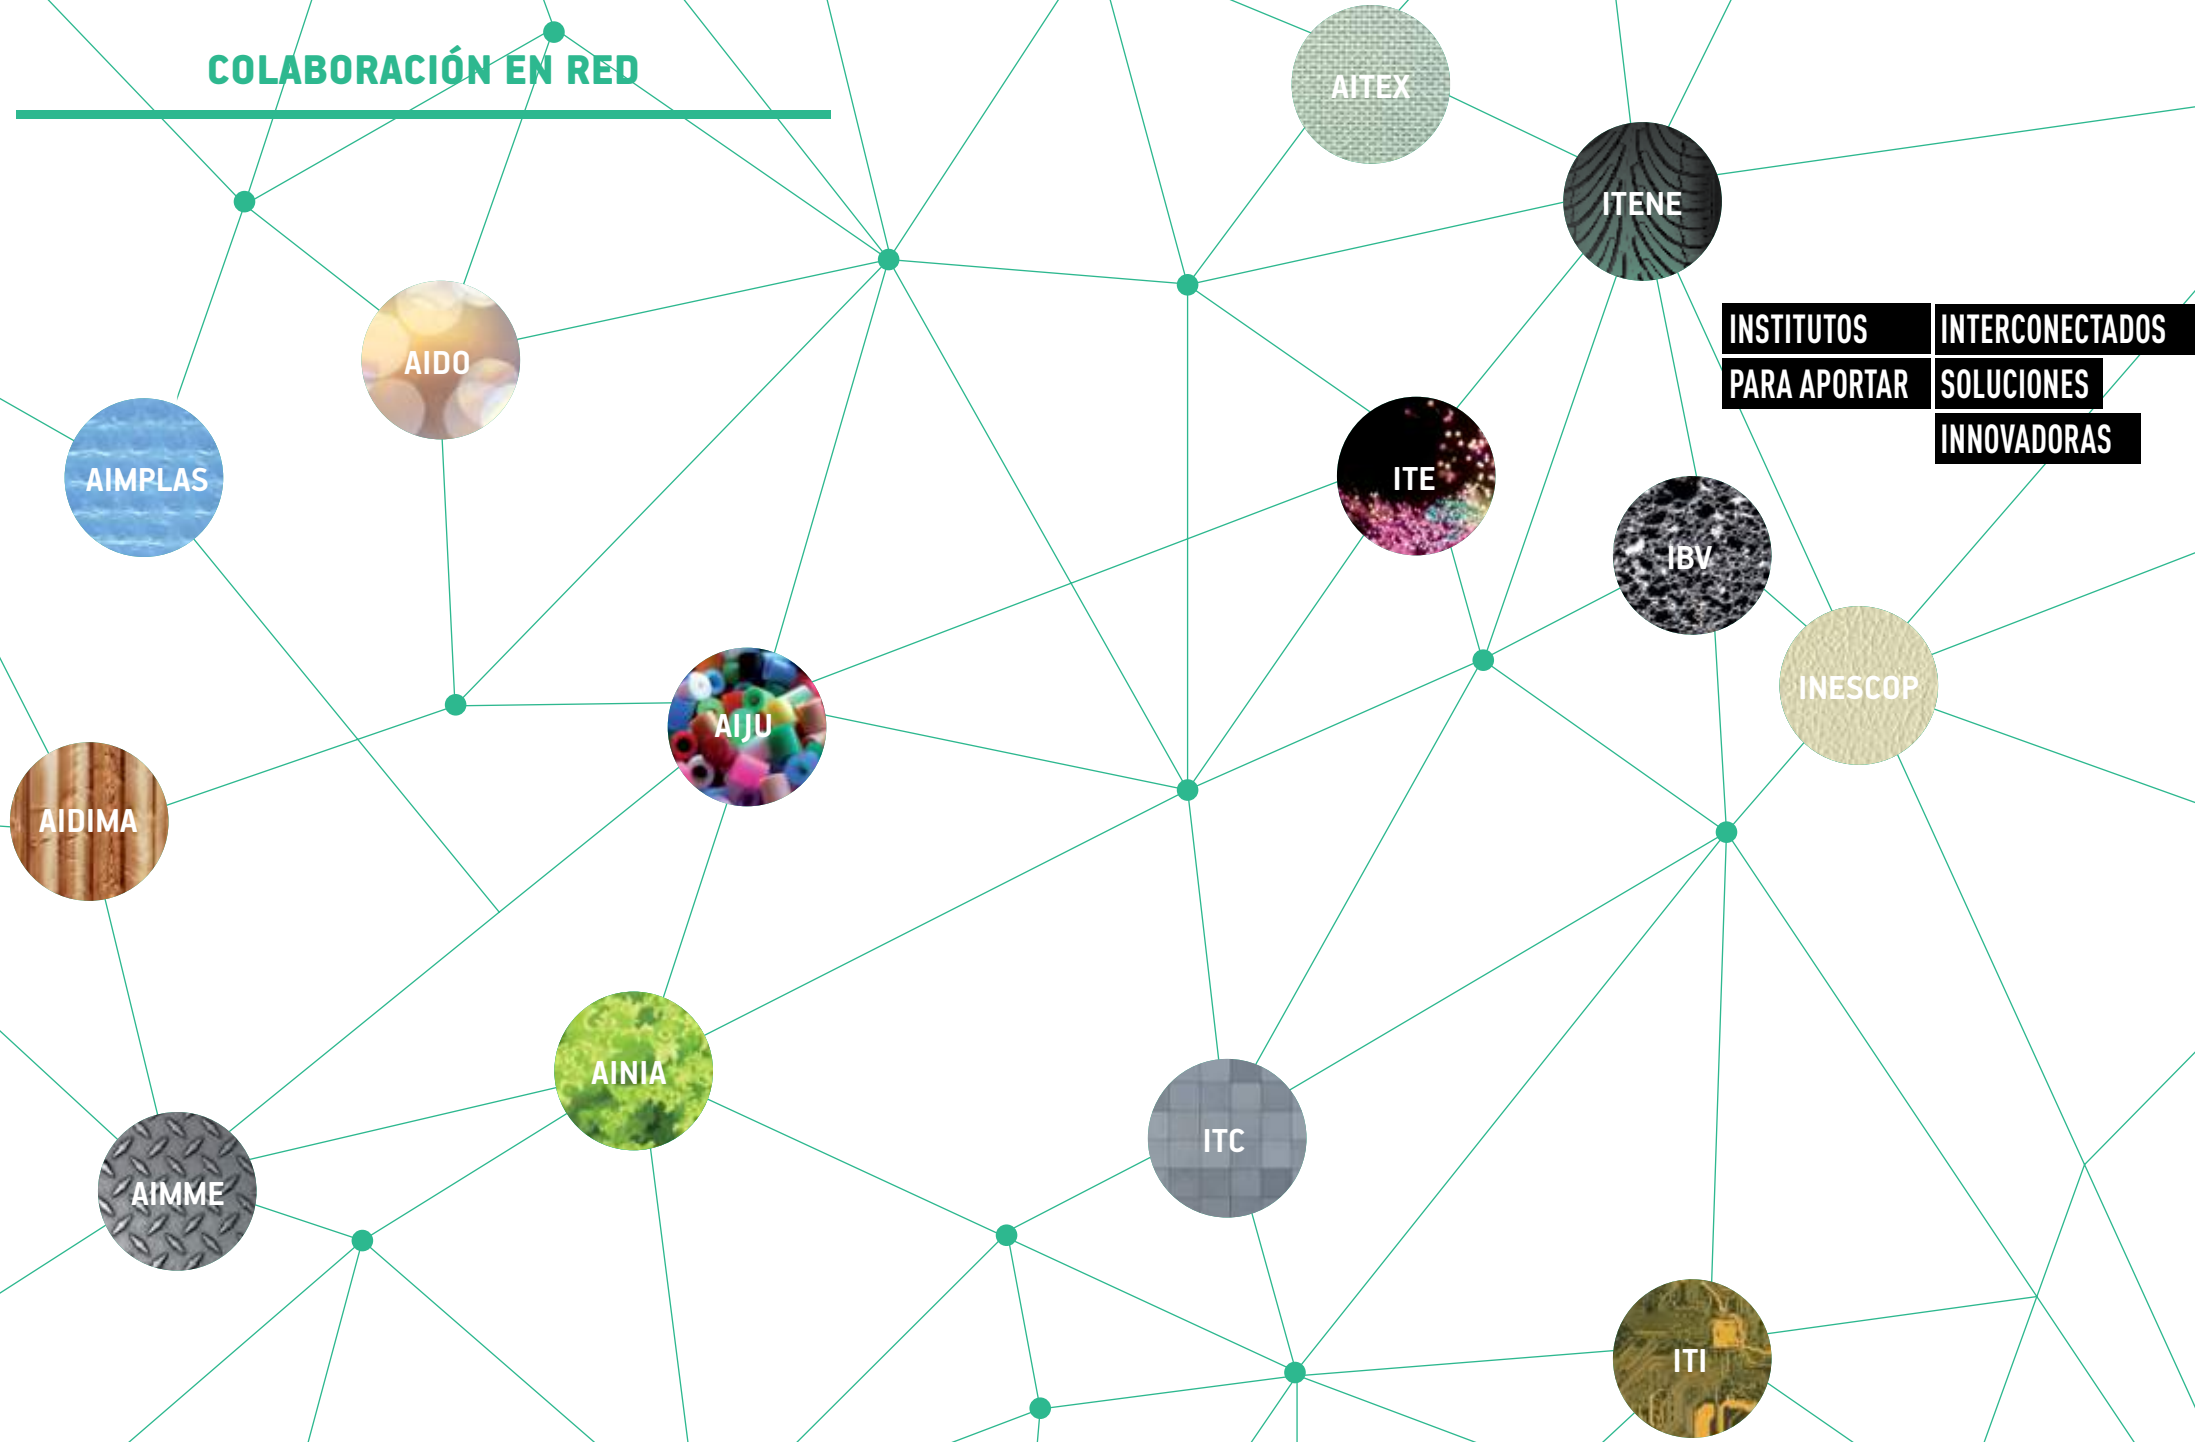 COLABORACIÓN EN RED
AITEX
ITENE
INSTITUTOS INTERCONECTADOS
PARA APORTAR SOLUCIONES
INNOVADORAS
AIDO
AIMPLAS
ITE
IBV
INESCOP
AIJU
AIDIMA
AINIA
ITC
AIMME
ITI